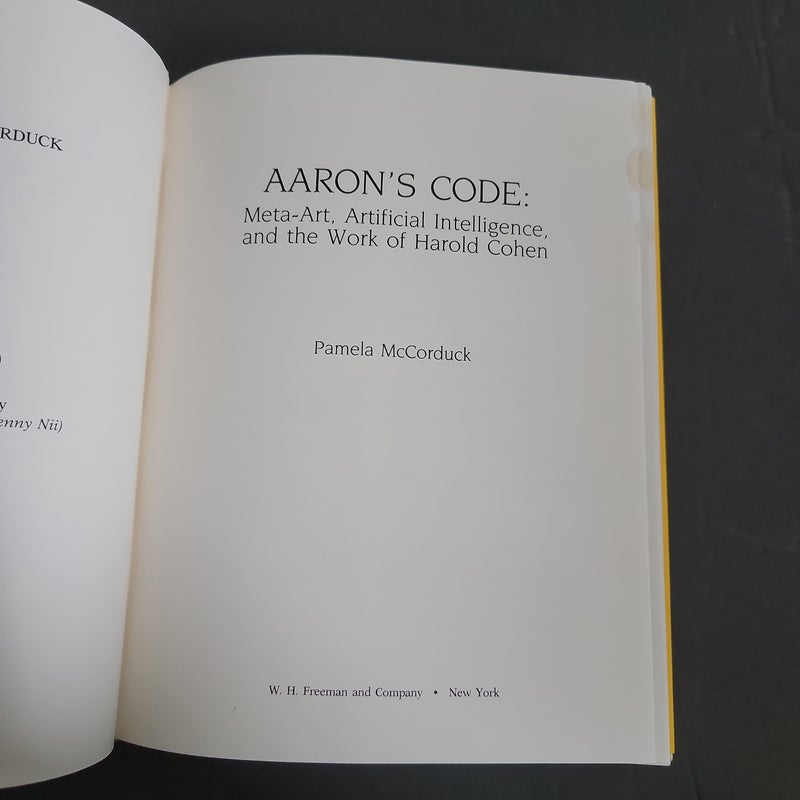 RDUCK
)
y
enny Nii)
AARON'S CODE:
Meta-Art, Artificial Intelligence,
and the Work of Harold Cohen
Pamela McCorduck
W. H. Freeman and Company • New York